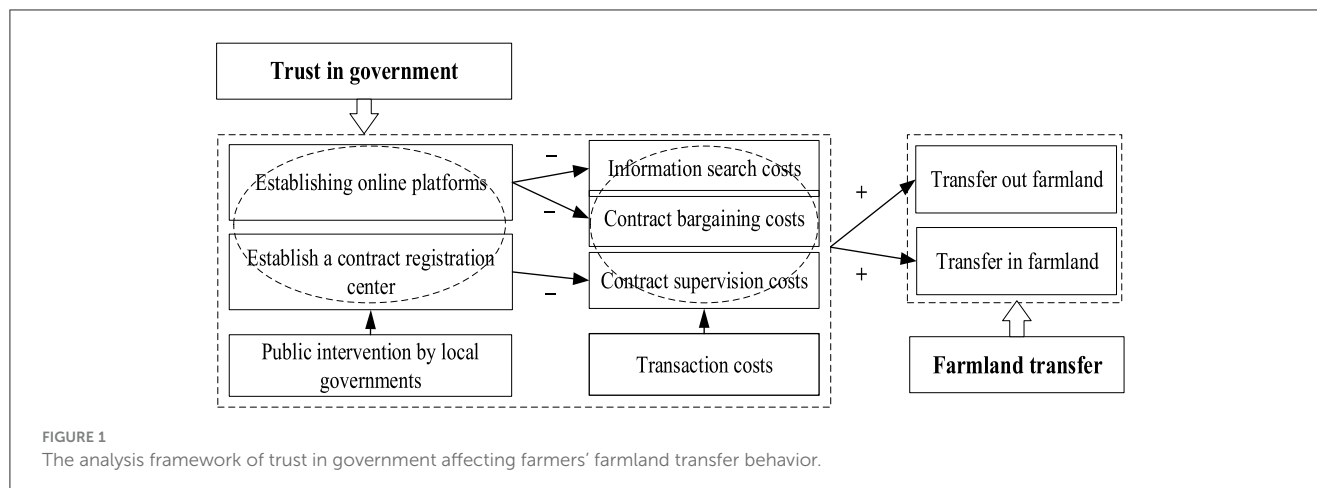 Trust in government
Establishing online platforms
Establish a contract registration
center
Public intervention by local
governments
−
−
−
Information search costs
Contract bargaining costs
Contract supervision costs
Transaction costs
+
+
Transfer out farmland
Transfer in farmland
Farmland transfer
FIGURE 1
The analysis framework of trust in government affecting farmers’ farmland transfer behavior.